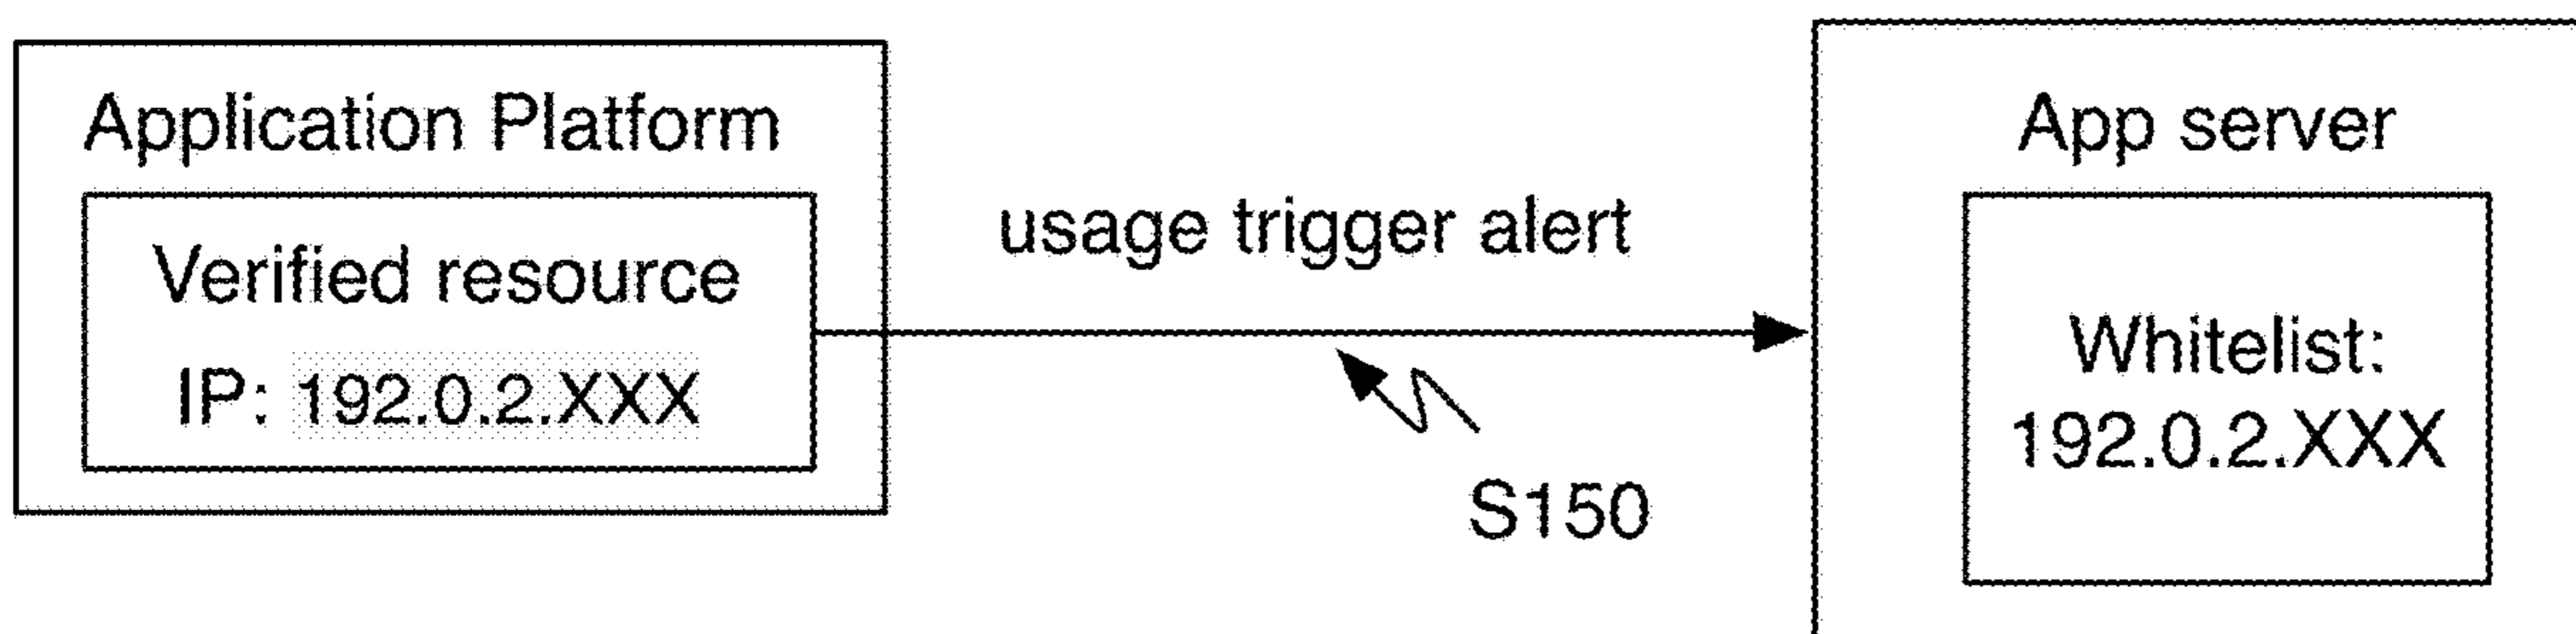 Application Platform
Verified resource
IP: 192.0.2.XXX
usage trigger alert
S150
App server
Whitelist:
192.0.2.XXX